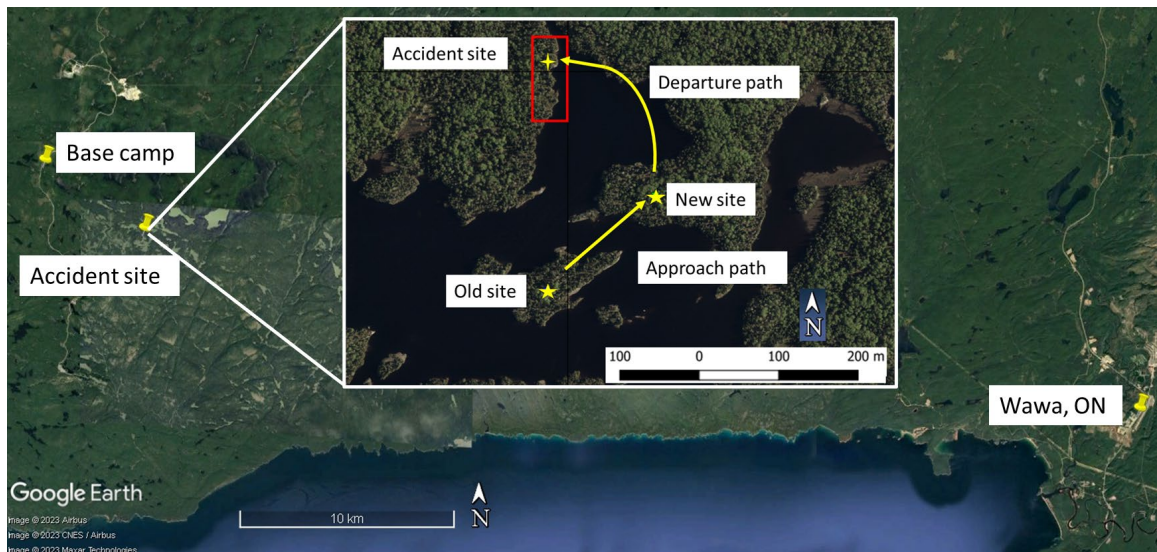 Accident site
Departure path
Base camp
New site
Accident site
Approach path
Old site
N
100 0 100 200 m
Wawa, ON
Google Earth
10 km
N
Image © 2023 Airbus
Image © 2023 CNES / Airbus
Image © 2023 Maxar Technologies